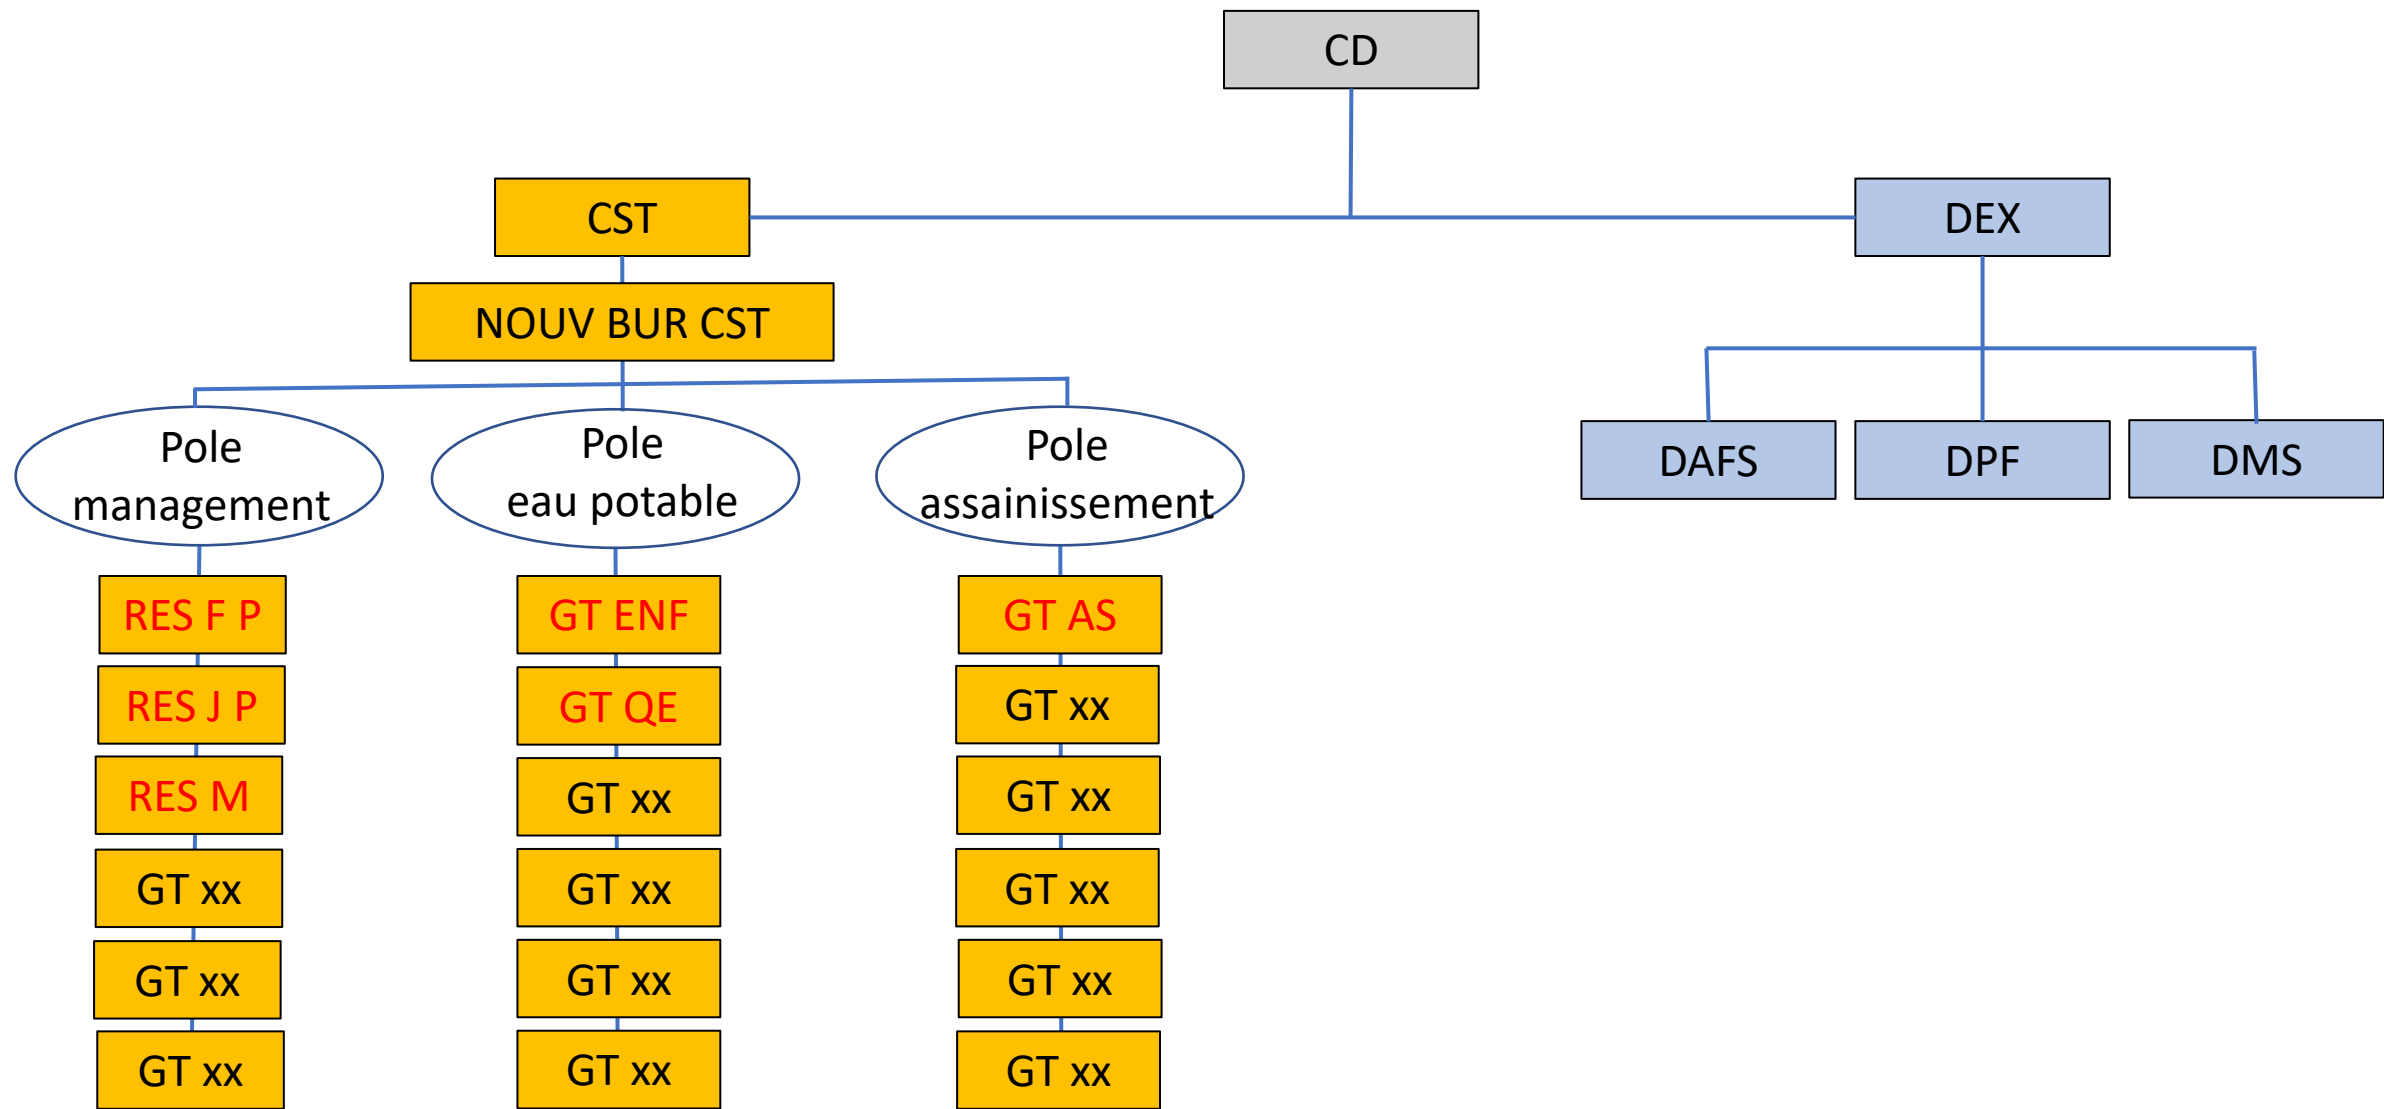 CD
CST
DEX
NOUV BUR CST
Pole
management
Pole
eau potable
Pole
assainissement
DAFS
DPF
DMS
RES F P
GT ENF
GT AS
RES J P
GT QE
GT xx
RES M
GT xx
GT xx
GT xx
GT xx
GT xx
GT xx
GT xx
GT xx
GT xx
GT xx
GT xx